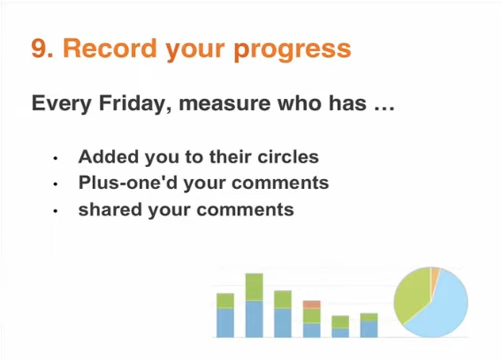 9. Record your progress
Every Friday, measure who has …
• Added you to their circles
• Plus-one'd your comments
• shared your comments